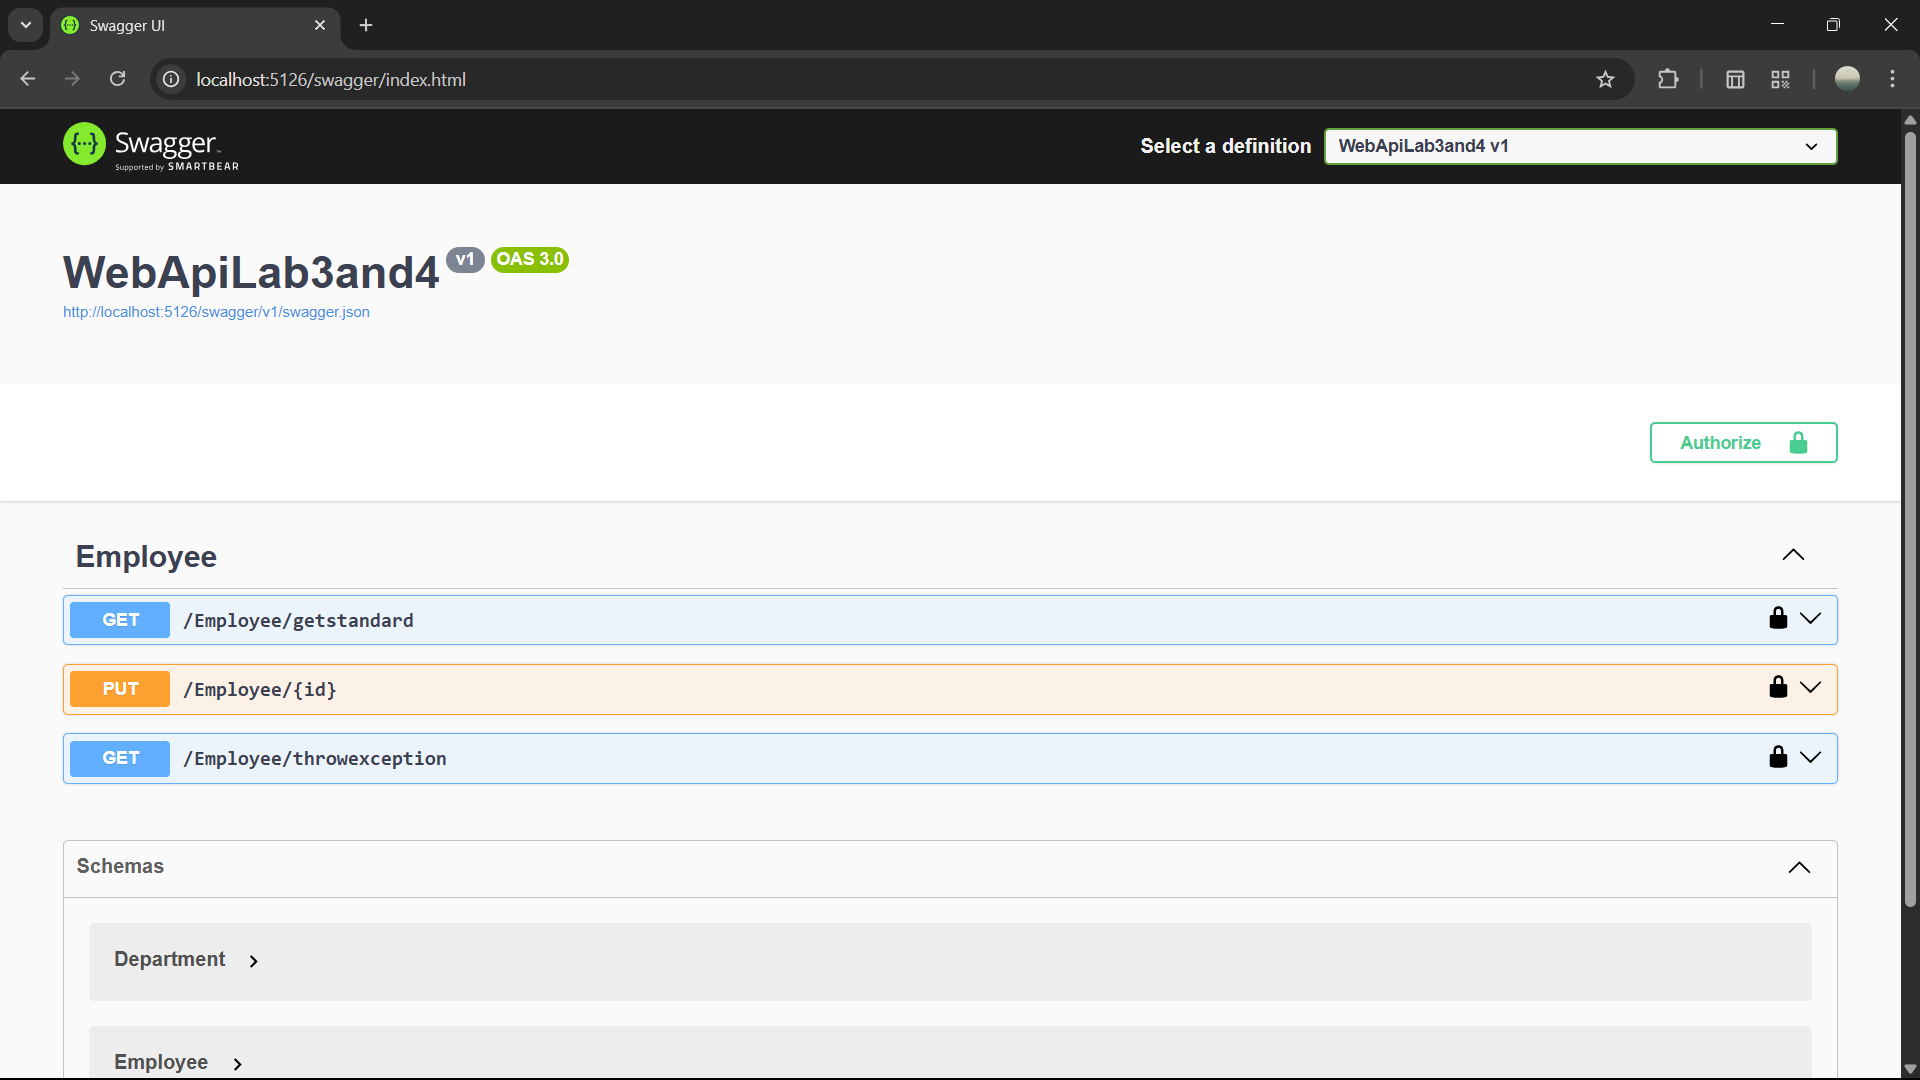 Swagger UI
localhost:5126/swagger/index.html
{···} Swagger
Supported by SMARTBEAR
Select a definition
WebApiLab3and4 v1
WebApiLab3and4 v1 OAS 3.0
http://localhost:5126/swagger/v1/swagger.json
Authorize
Employee
GET /Employee/getstandard
PUT /Employee/{id}
GET /Employee/throwexception
Schemas
Department
Employee